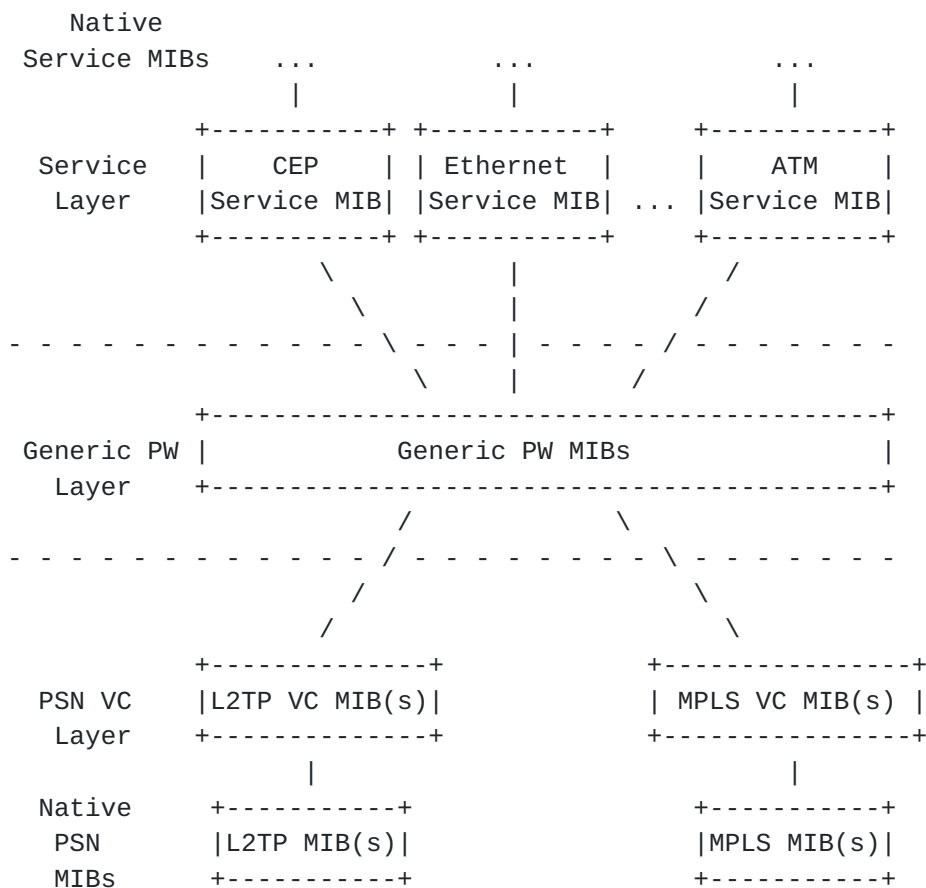 Native
Service MIBs ... ... ...
| | |
+-----------+ +-----------+ +-----------+
Service | CEP | | Ethernet | | ATM |
Layer |Service MIB| |Service MIB| ... |Service MIB|
+-----------+ +-----------+ +-----------+
\ | /
\ | /
- - - - - - - - - - - - \ - - - | - - - - / - - - - - - -
\ | /
+-------------------------------------------+
Generic PW | Generic PW MIBs |
Layer +-------------------------------------------+
/ \
- - - - - - - - - - - - / - - - - - - - - \ - - - - - - -
/ \
/ \
+--------------+ +----------------+
PSN VC |L2TP VC MIB(s)| | MPLS VC MIB(s) |
Layer +--------------+ +----------------+
| |
Native +-----------+ +-----------+
PSN |L2TP MIB(s)| |MPLS MIB(s)|
MIBs +-----------+ +-----------+